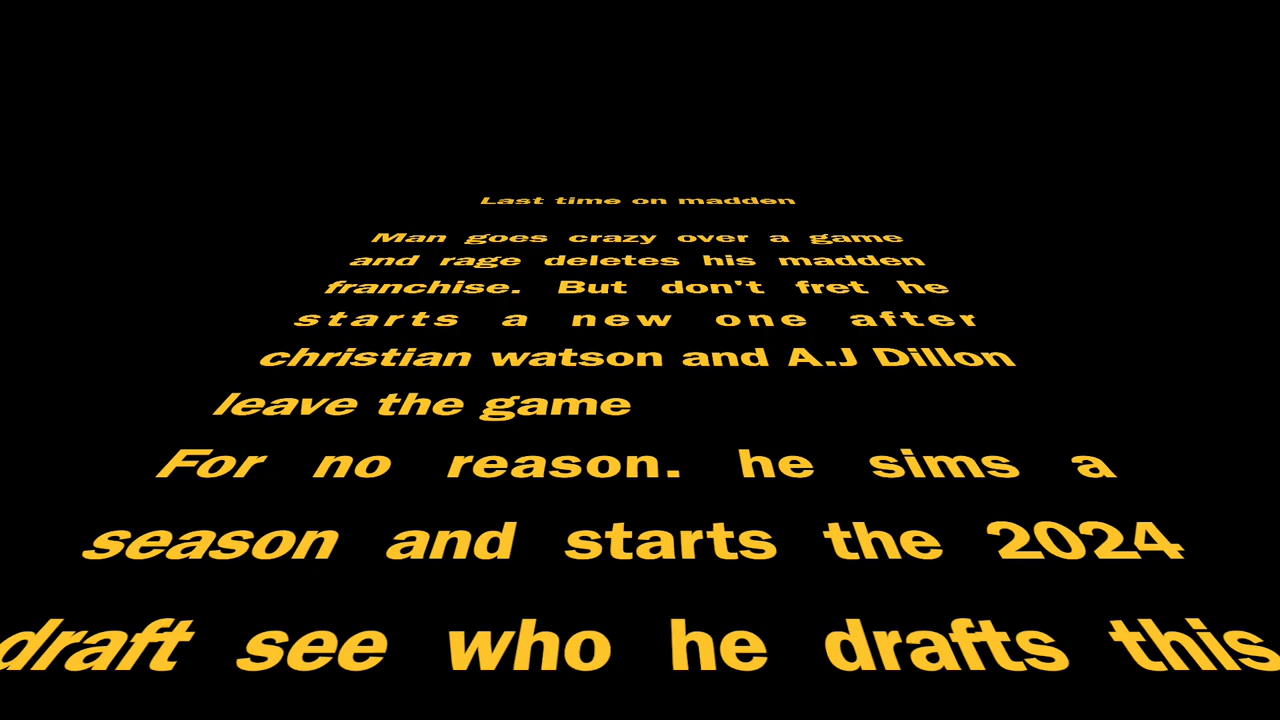 Last time on madden
Man goes crazy over a game
and rage deletes his madden
franchise. But don't fret he
starts a new one after
christian watson and A.J Dillon
leave the game
For no reason. he sims a
season and starts the 2024
draft see who he drafts this